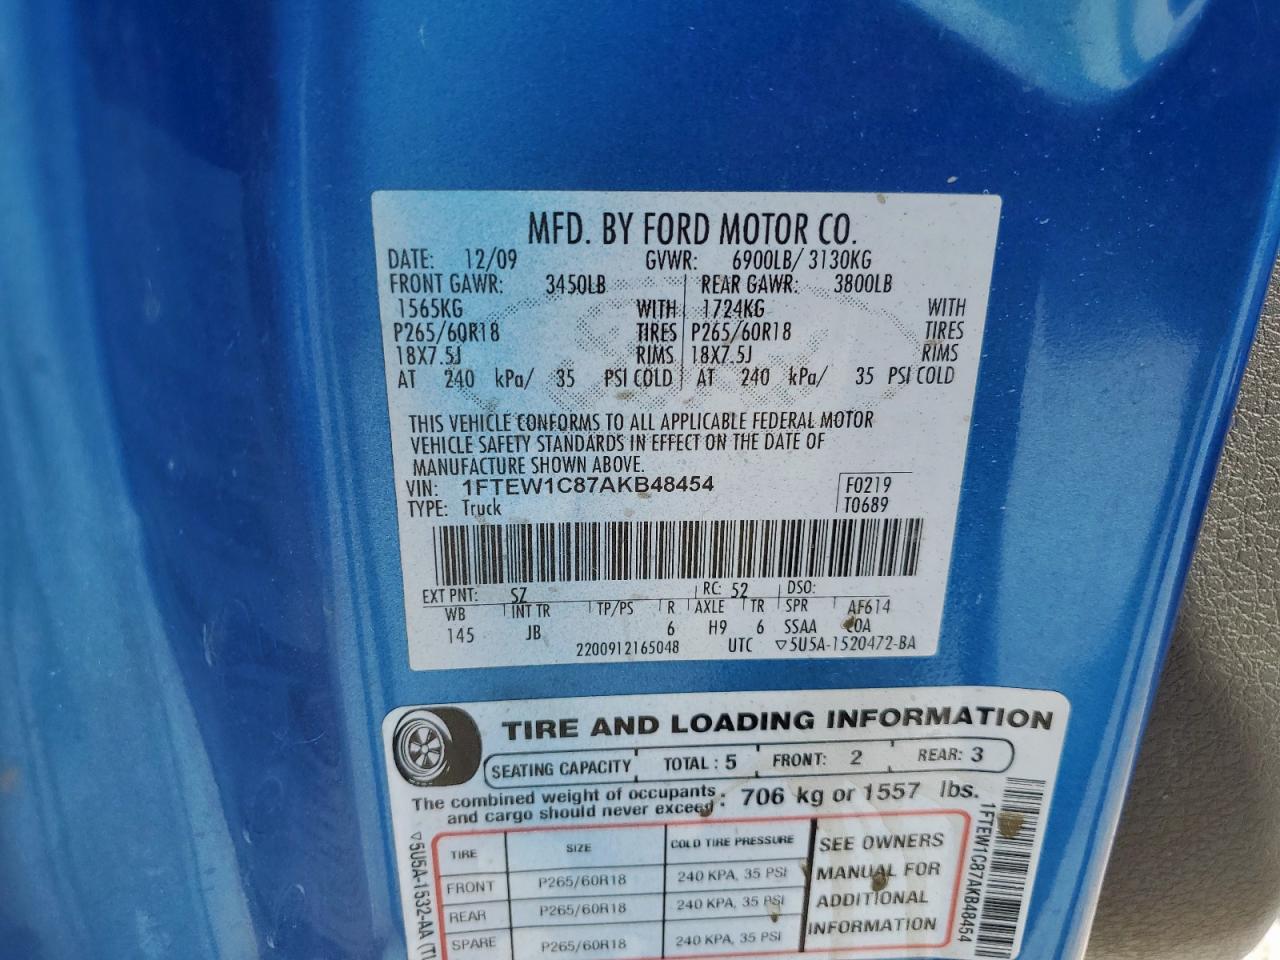 MFD. BY FORD MOTOR CO.
DATE: 12/09 GVWR: 6900LB/ 3130KG
FRONT GAWR: 3450LB REAR GAWR: 3800LB
1565KG WITH 1724KG WITH
P265/60R18 TIRES P265/60R18 TIRES
18X7.5J RIMS 18X7.5J RIMS
AT 240 kPa/ 35 PSI COLD AT 240 kPa/ 35 PSI COLD
THIS VEHICLE CONFORMS TO ALL APPLICABLE FEDERAL MOTOR
VEHICLE SAFETY STANDARDS IN EFFECT ON THE DATE OF
MANUFACTURE SHOWN ABOVE.
VIN: 1FTEW1C87AKB48454 F0219
TYPE: Truck T0689
EXT PNT: SZ RC: 52 DSO:
WB INT TR TP/PS R AXLE TR SPR AF614
145 JB 6 H9 6 SSAA
2200912165048 UTC ▽5U5A-1520472-BA
TIRE AND LOADING INFORMATION
SEATING CAPACITY TOTAL : 5 FRONT: 2 REAR: 3
The combined weight of occupants
and cargo should never exceed : 706 kg or 1557 lbs.
TIRE SIZE COLD TIRE PRESSURE SEE OWNERS
FRONT P265/60R18 240 KPA, 35 PSI MANUAL FOR
REAR P265/60R18 240 KPA, 35 PSI ADDITIONAL
SPARE P265/60R18 240 KPA, 35 PSI INFORMATION
▽5U5A-1532-AA
1FTEW1C87AKB48454